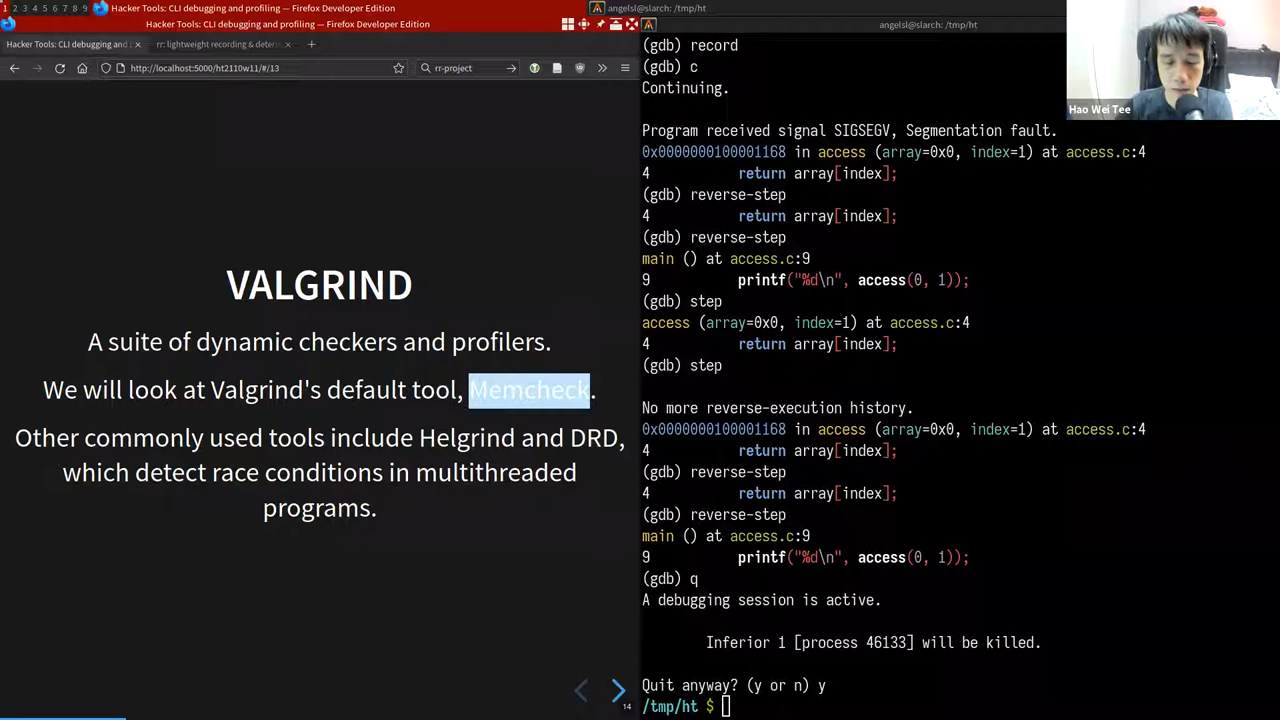 1 2 3 4 5 6 7 8 9 Hacker Tools: CLI debugging and profiling — Firefox Developer Edition
angelsl@slarch: /tmp/ht
Hacker Tools: CLI debugging and profiling — Firefox Developer Edition
angelsl@slarch: /tmp/ht
Hacker Tools: CLI debugging and
rr: lightweight recording & deter
http://localhost:5000/ht2110w11/#/13
rr-project
VALGRIND
A suite of dynamic checkers and profilers.
We will look at Valgrind's default tool, Memcheck.
Other commonly used tools include Helgrind and DRD,
which detect race conditions in multithreaded
programs.
14
(gdb) record
(gdb) c
Continuing.
Program received signal SIGSEGV, Segmentation fault.
0x0000000100001168 in access (array=0x0, index=1) at access.c:4
4 return array[index];
(gdb) reverse-step
4 return array[index];
(gdb) reverse-step
main () at access.c:9
9 printf("%d\n", access(0, 1));
(gdb) step
access (array=0x0, index=1) at access.c:4
4 return array[index];
(gdb) step
No more reverse-execution history.
0x0000000100001168 in access (array=0x0, index=1) at access.c:4
4 return array[index];
(gdb) reverse-step
4 return array[index];
(gdb) reverse-step
main () at access.c:9
9 printf("%d\n", access(0, 1));
(gdb) q
A debugging session is active.
Inferior 1 [process 46133] will be killed.
Quit anyway? (y or n) y
/tmp/ht $
Hao Wei Tee